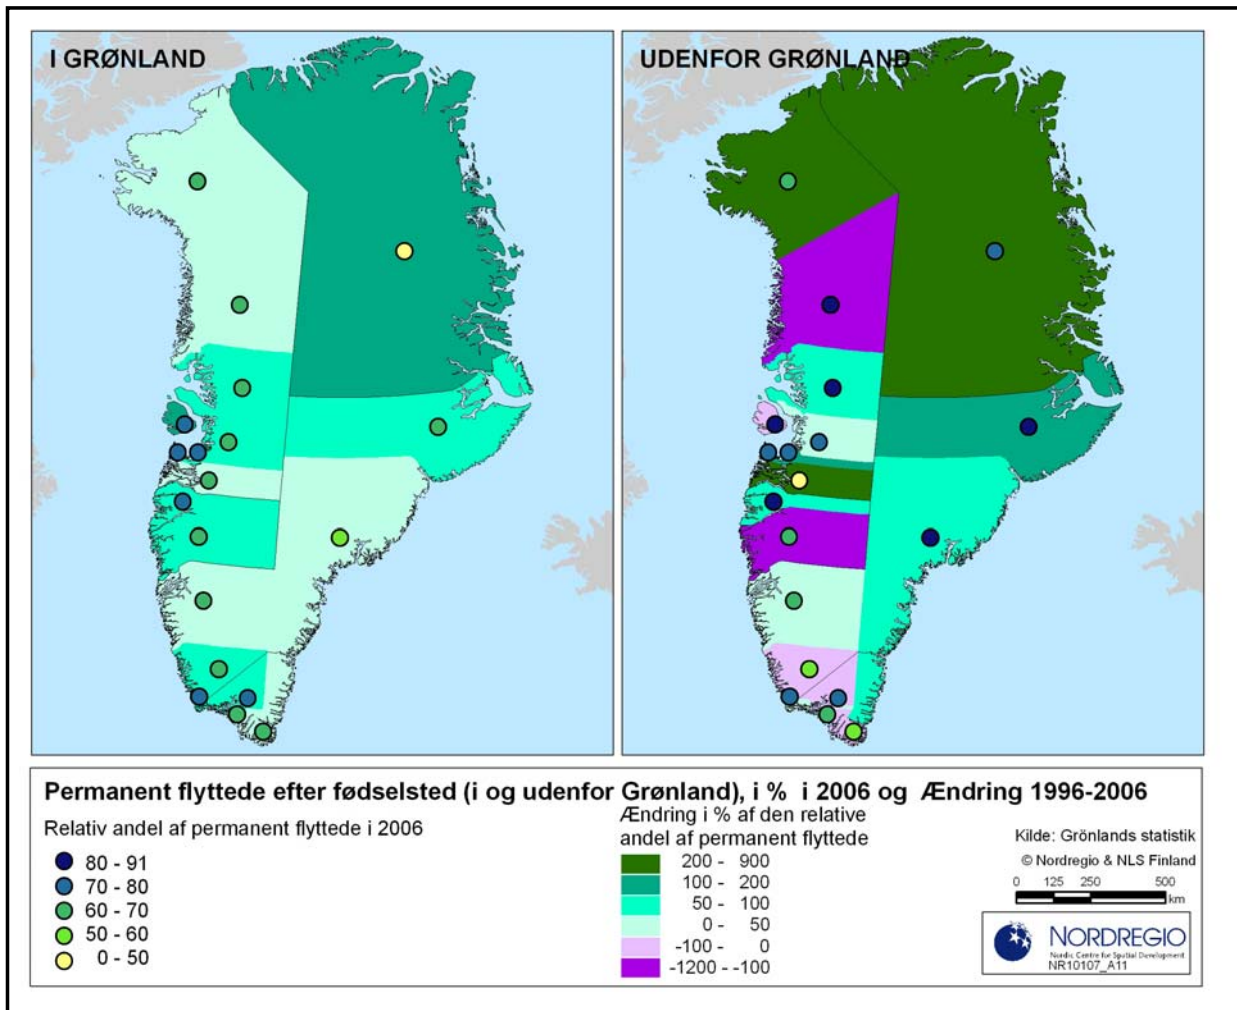 I GRØNLAND
UDENFOR GRØNLAND
Permanent flyttede efter fødselsted (i og udenfor Grønland), i %  i 2006 og  Ændring 1996-2006
Relativ andel af permanent flyttede i 2006
80 - 91
70 - 80
60 - 70
50 - 60
0 - 50
Ændring i % af den relative
andel af permanent flyttede
200 - 900
100 - 200
50 - 100
0 - 50
-100 - 0
-1200 - -100
Kilde: Grönlands statistik
© Nordregio & NLS Finland
0 125 250 500
km
NORDREGIO
Nordic Centre for Spatial Development
NR10107_A11